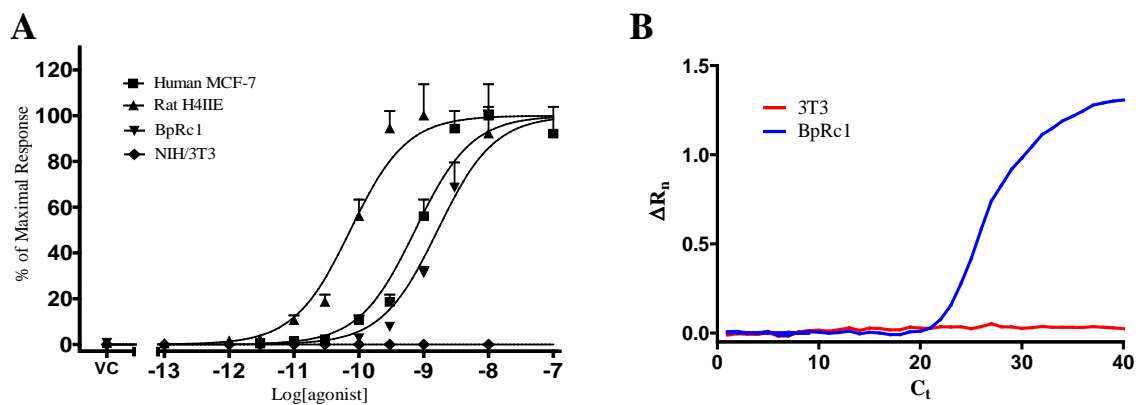 A
% of Maximal Response
120
100
80
60
40
20
0
Human MCF-7
Rat H4IIE
BpRc1
NIH/3T3
VC -13 -12 -11 -10 -9 -8 -7
Log[agonist]
B
ΔRn
1.5
1.0
0.5
0.0
3T3
BpRc1
0 10 20 30 40
Ct